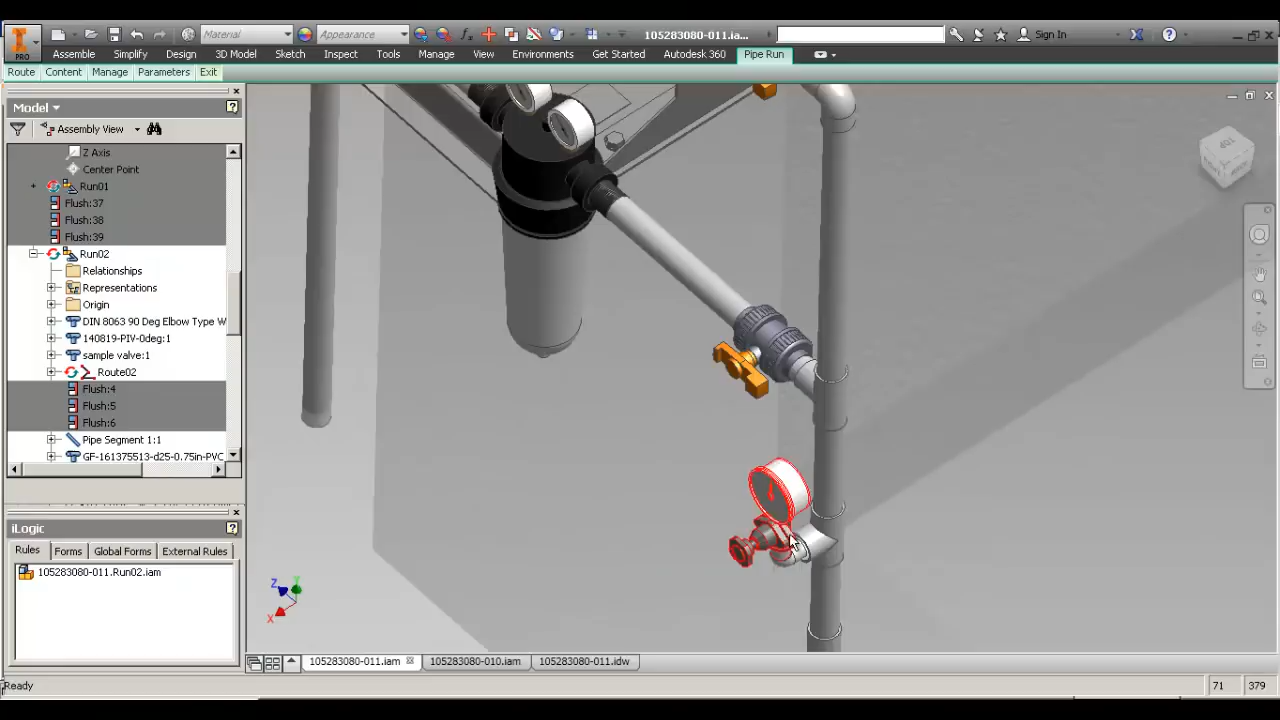 Material
Appearance
105283080-011.ia...
Sign In
PRO
Assemble Simplify Design 3D Model Sketch Inspect Tools Manage View Environments Get Started Autodesk 360 Pipe Run
Route Content Manage Parameters Exit
Model
Assembly View
Z Axis
Center Point
Run01
Flush:37
Flush:38
Flush:39
Run02
Relationships
Representations
Origin
DIN 8063 90 Deg Elbow Type W
140819-PIV-0deg:1
sample valve:1
Route02
Flush:4
Flush:5
Flush:6
Pipe Segment 1:1
GF-161375513-d25-0.75in-PVC
iLogic
Rules Forms Global Forms External Rules
105283080-011.Run02.iam
TOP
Z
Y
X
105283080-011.iam 105283080-010.iam 105283080-011.idw
Ready
71 379